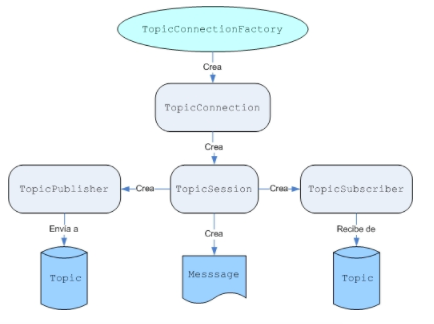 TopicConnectionFactory
Crea
TopicConnection
Crea
TopicPublisher
Crea
TopicSession
Crea
TopicSubscriber
Envia a
Crea
Recibe de
Topic
Messsage
Topic